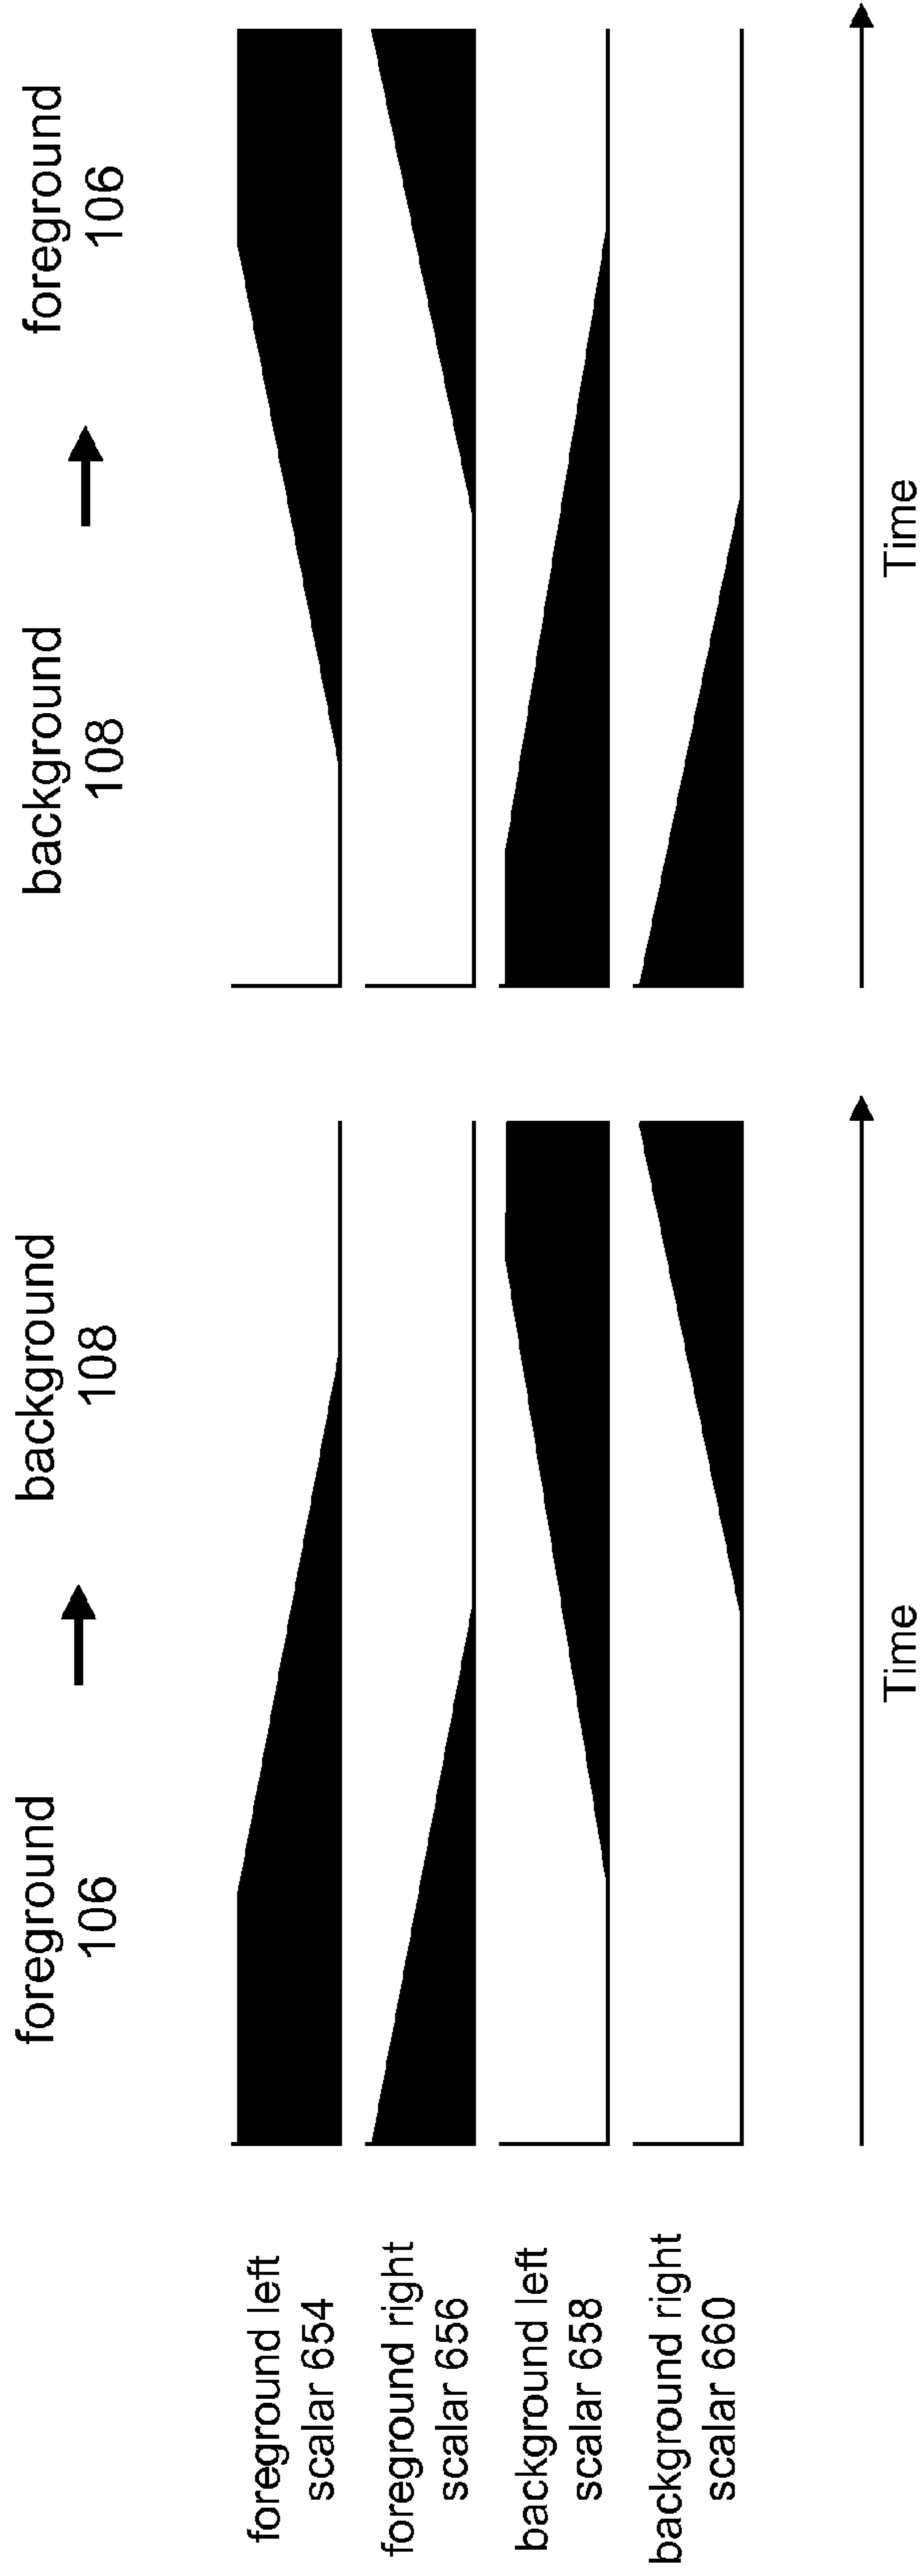 foreground
106
background
108
background
108
foreground
106
foreground left
scalar 654
foreground right
scalar 656
background left
scalar 658
background right
scalar 660
Time
Time